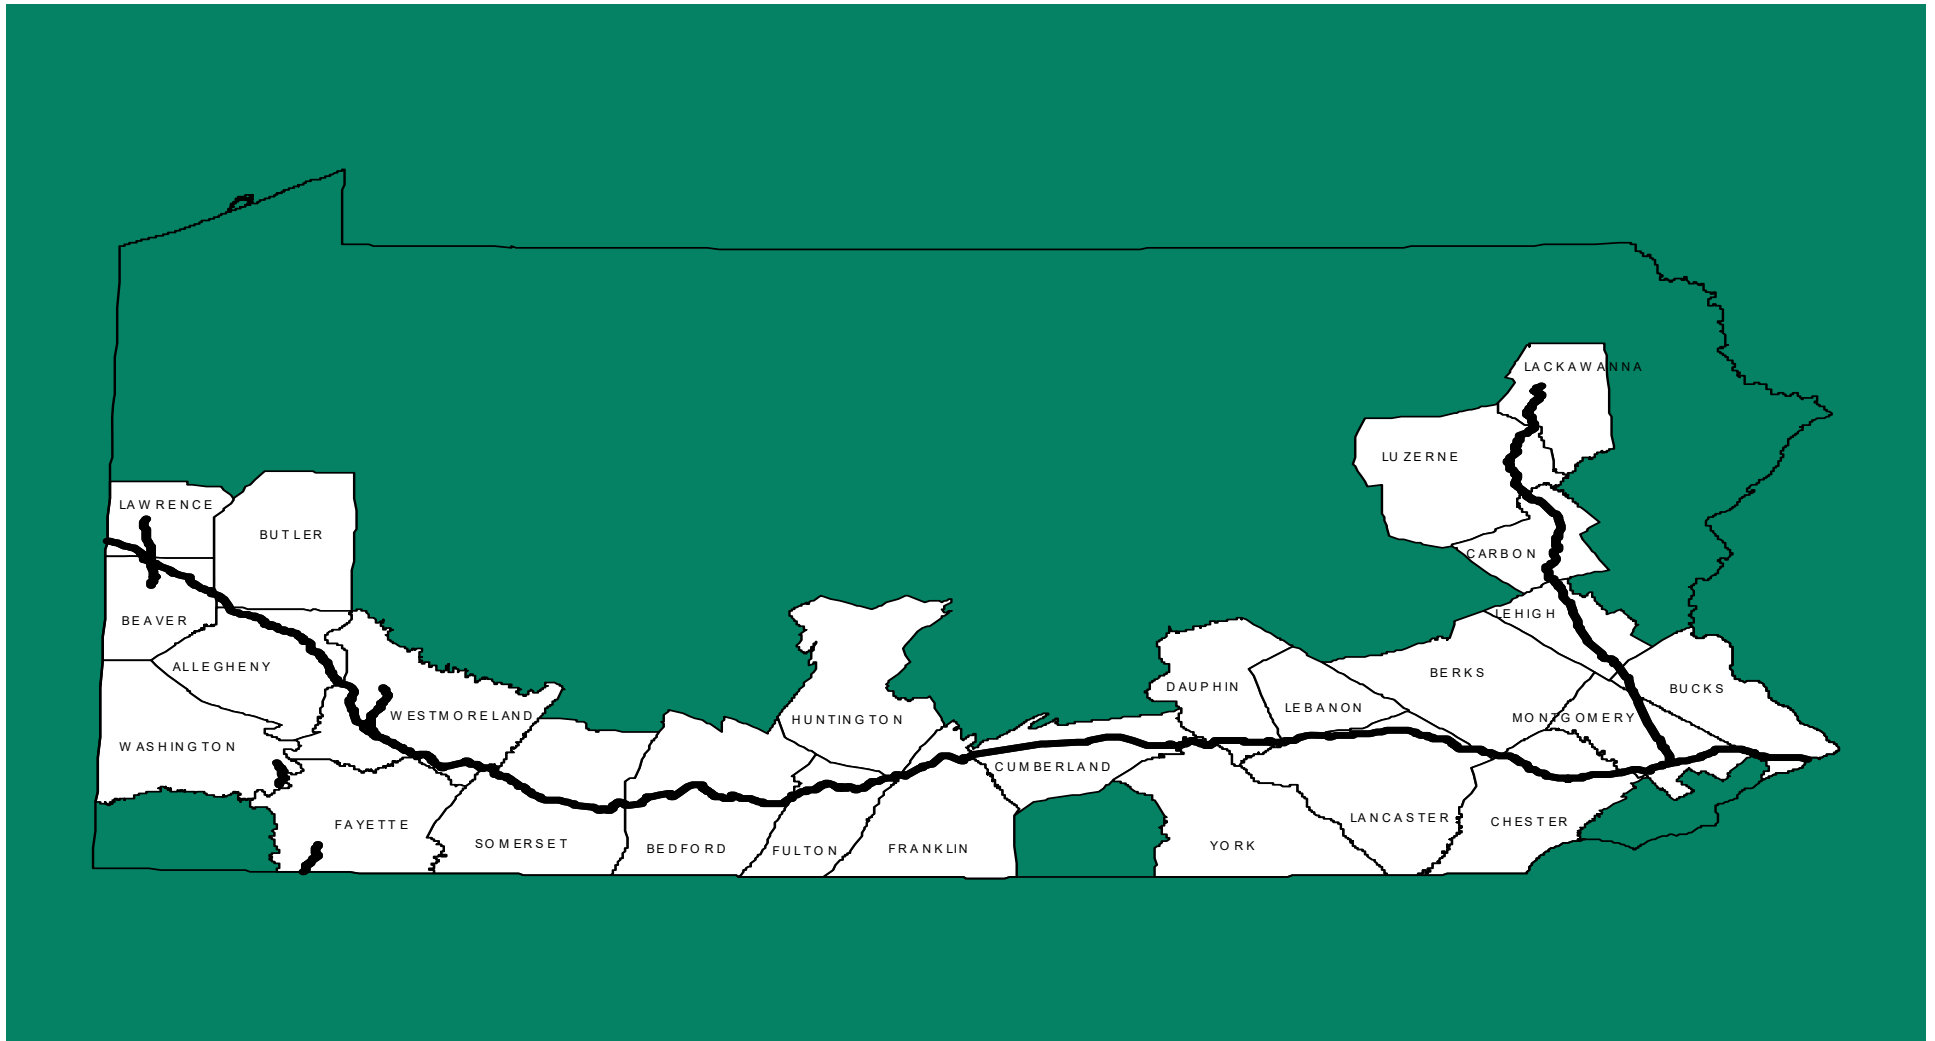 LACKAWANNA
LUZERNE
LAWRENCE
BUTLER
CARBON
LEHIGH
BEAVER
ALLEGHENY
BERKS
DAUPHIN
BUCKS
LEBANON
WESTMORELAND
HUNTINGTON
MONTGOMERY
WASHINGTON
CUMBERLAND
LANCASTER
CHESTER
FAYETTE
SOMERSET
BEDFORD
FULTON
FRANKLIN
YORK